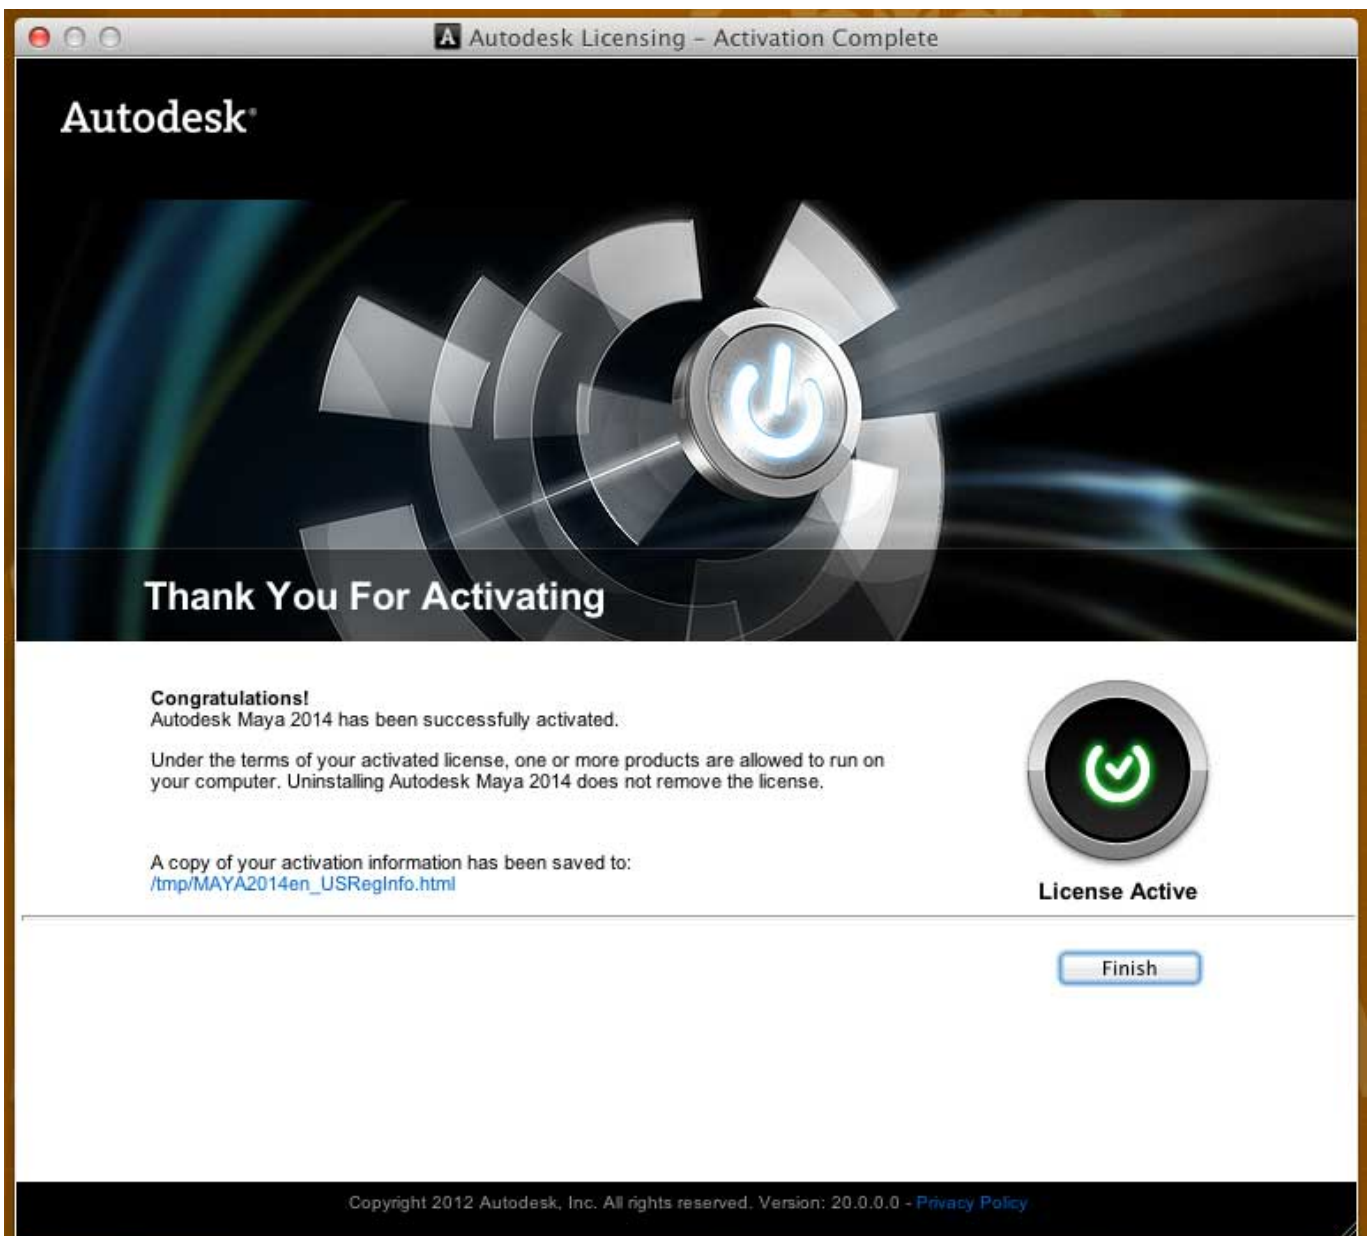 Autodesk Licensing – Activation Complete
Autodesk®
Thank You For Activating
Congratulations!
Autodesk Maya 2014 has been successfully activated.
Under the terms of your activated license, one or more products are allowed to run on
your computer. Uninstalling Autodesk Maya 2014 does not remove the license.
A copy of your activation information has been saved to:
/tmp/MAYA2014en_USRegInfo.html
License Active
Finish
Copyright 2012 Autodesk, Inc. All rights reserved. Version: 20.0.0.0 - Privacy Policy